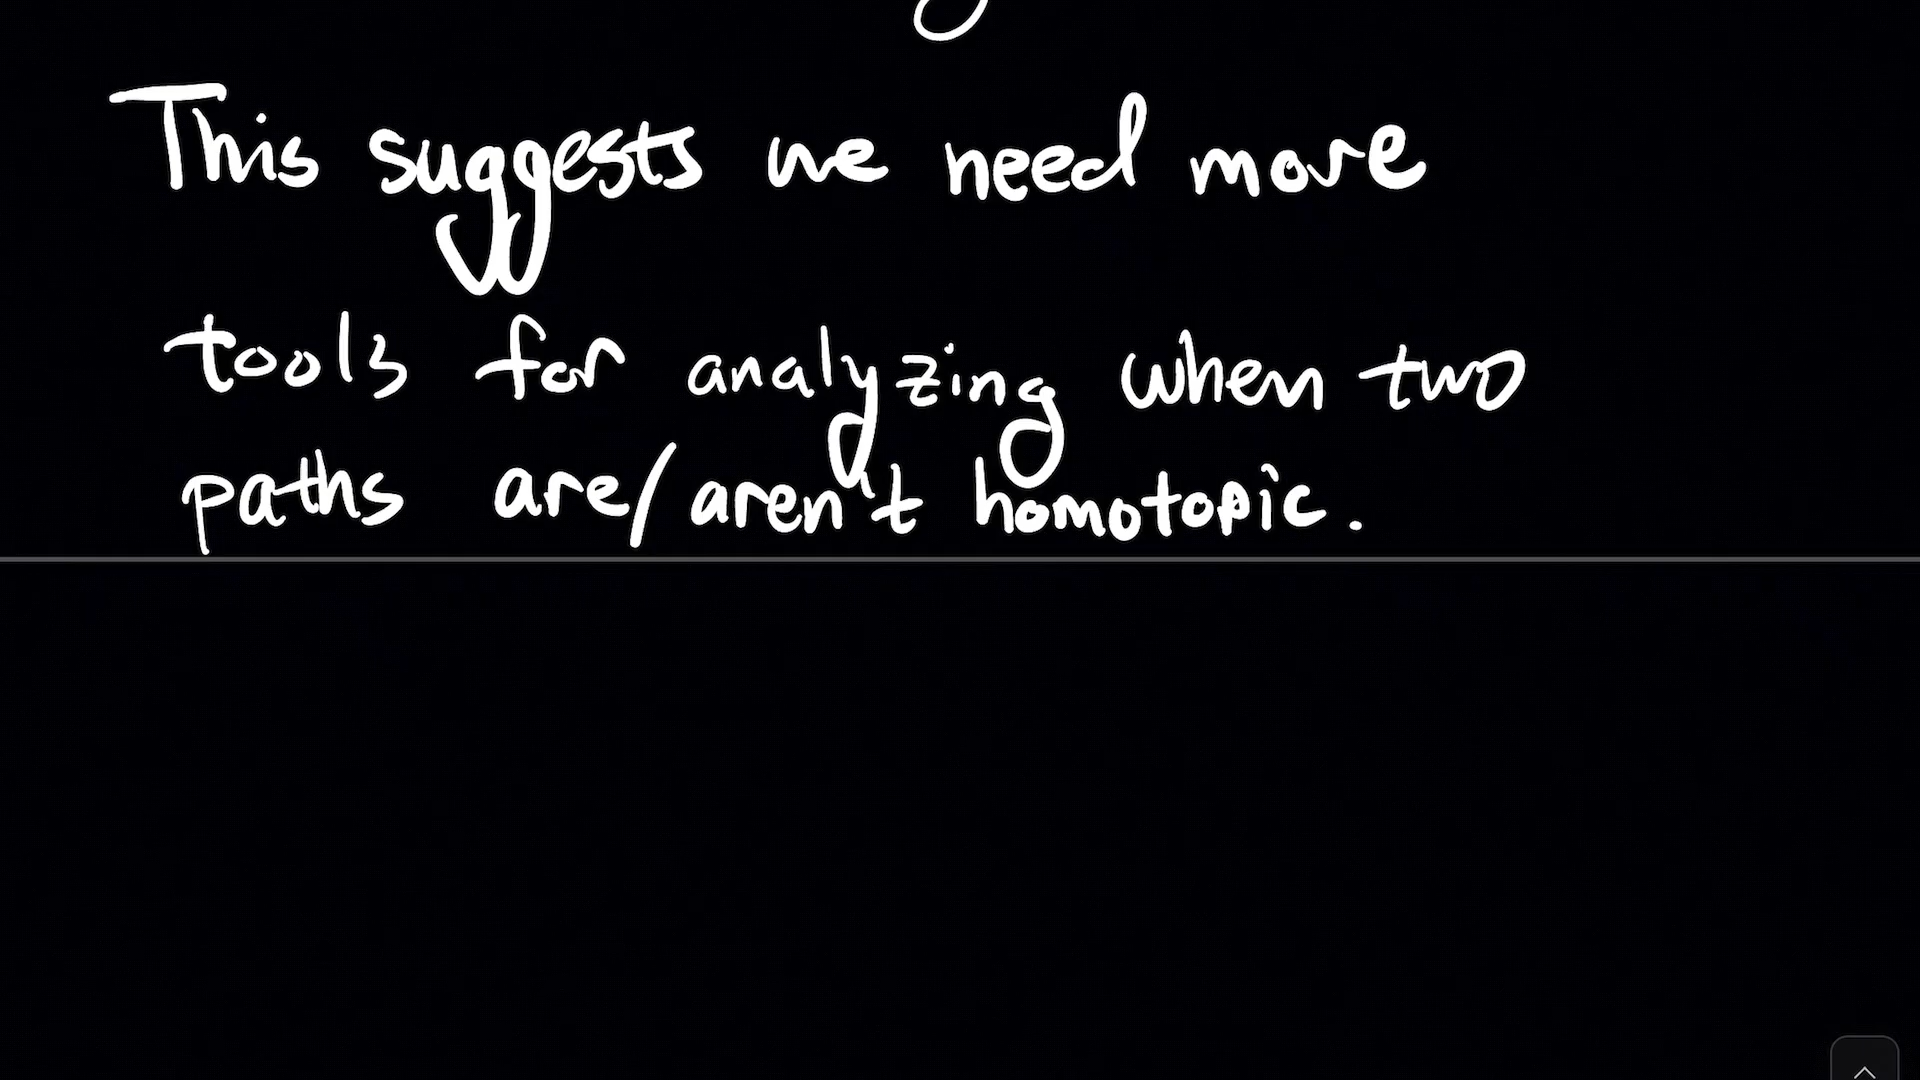 This suggests we need more
tools for analyzing when two
paths are/aren't homotopic.